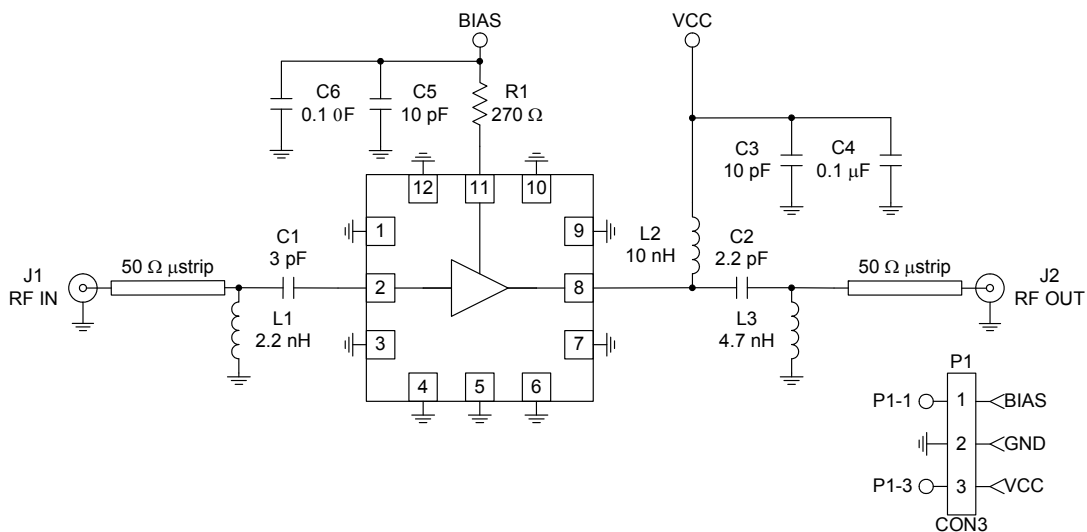 BIAS
VCC
C6
0.1 0F
C5
10 pF
R1
270 Ω
C3
10 pF
C4
0.1 μF
12
11
10
1
9
L2
10 nH
C2
2.2 pF
C1
3 pF
J1
RF IN
50 Ω μstrip
2
8
50 Ω μstrip
J2
RF OUT
L1
2.2 nH
3
7
L3
4.7 nH
4
5
6
P1
P1-1
1
BIAS
2
GND
P1-3
3
VCC
CON3